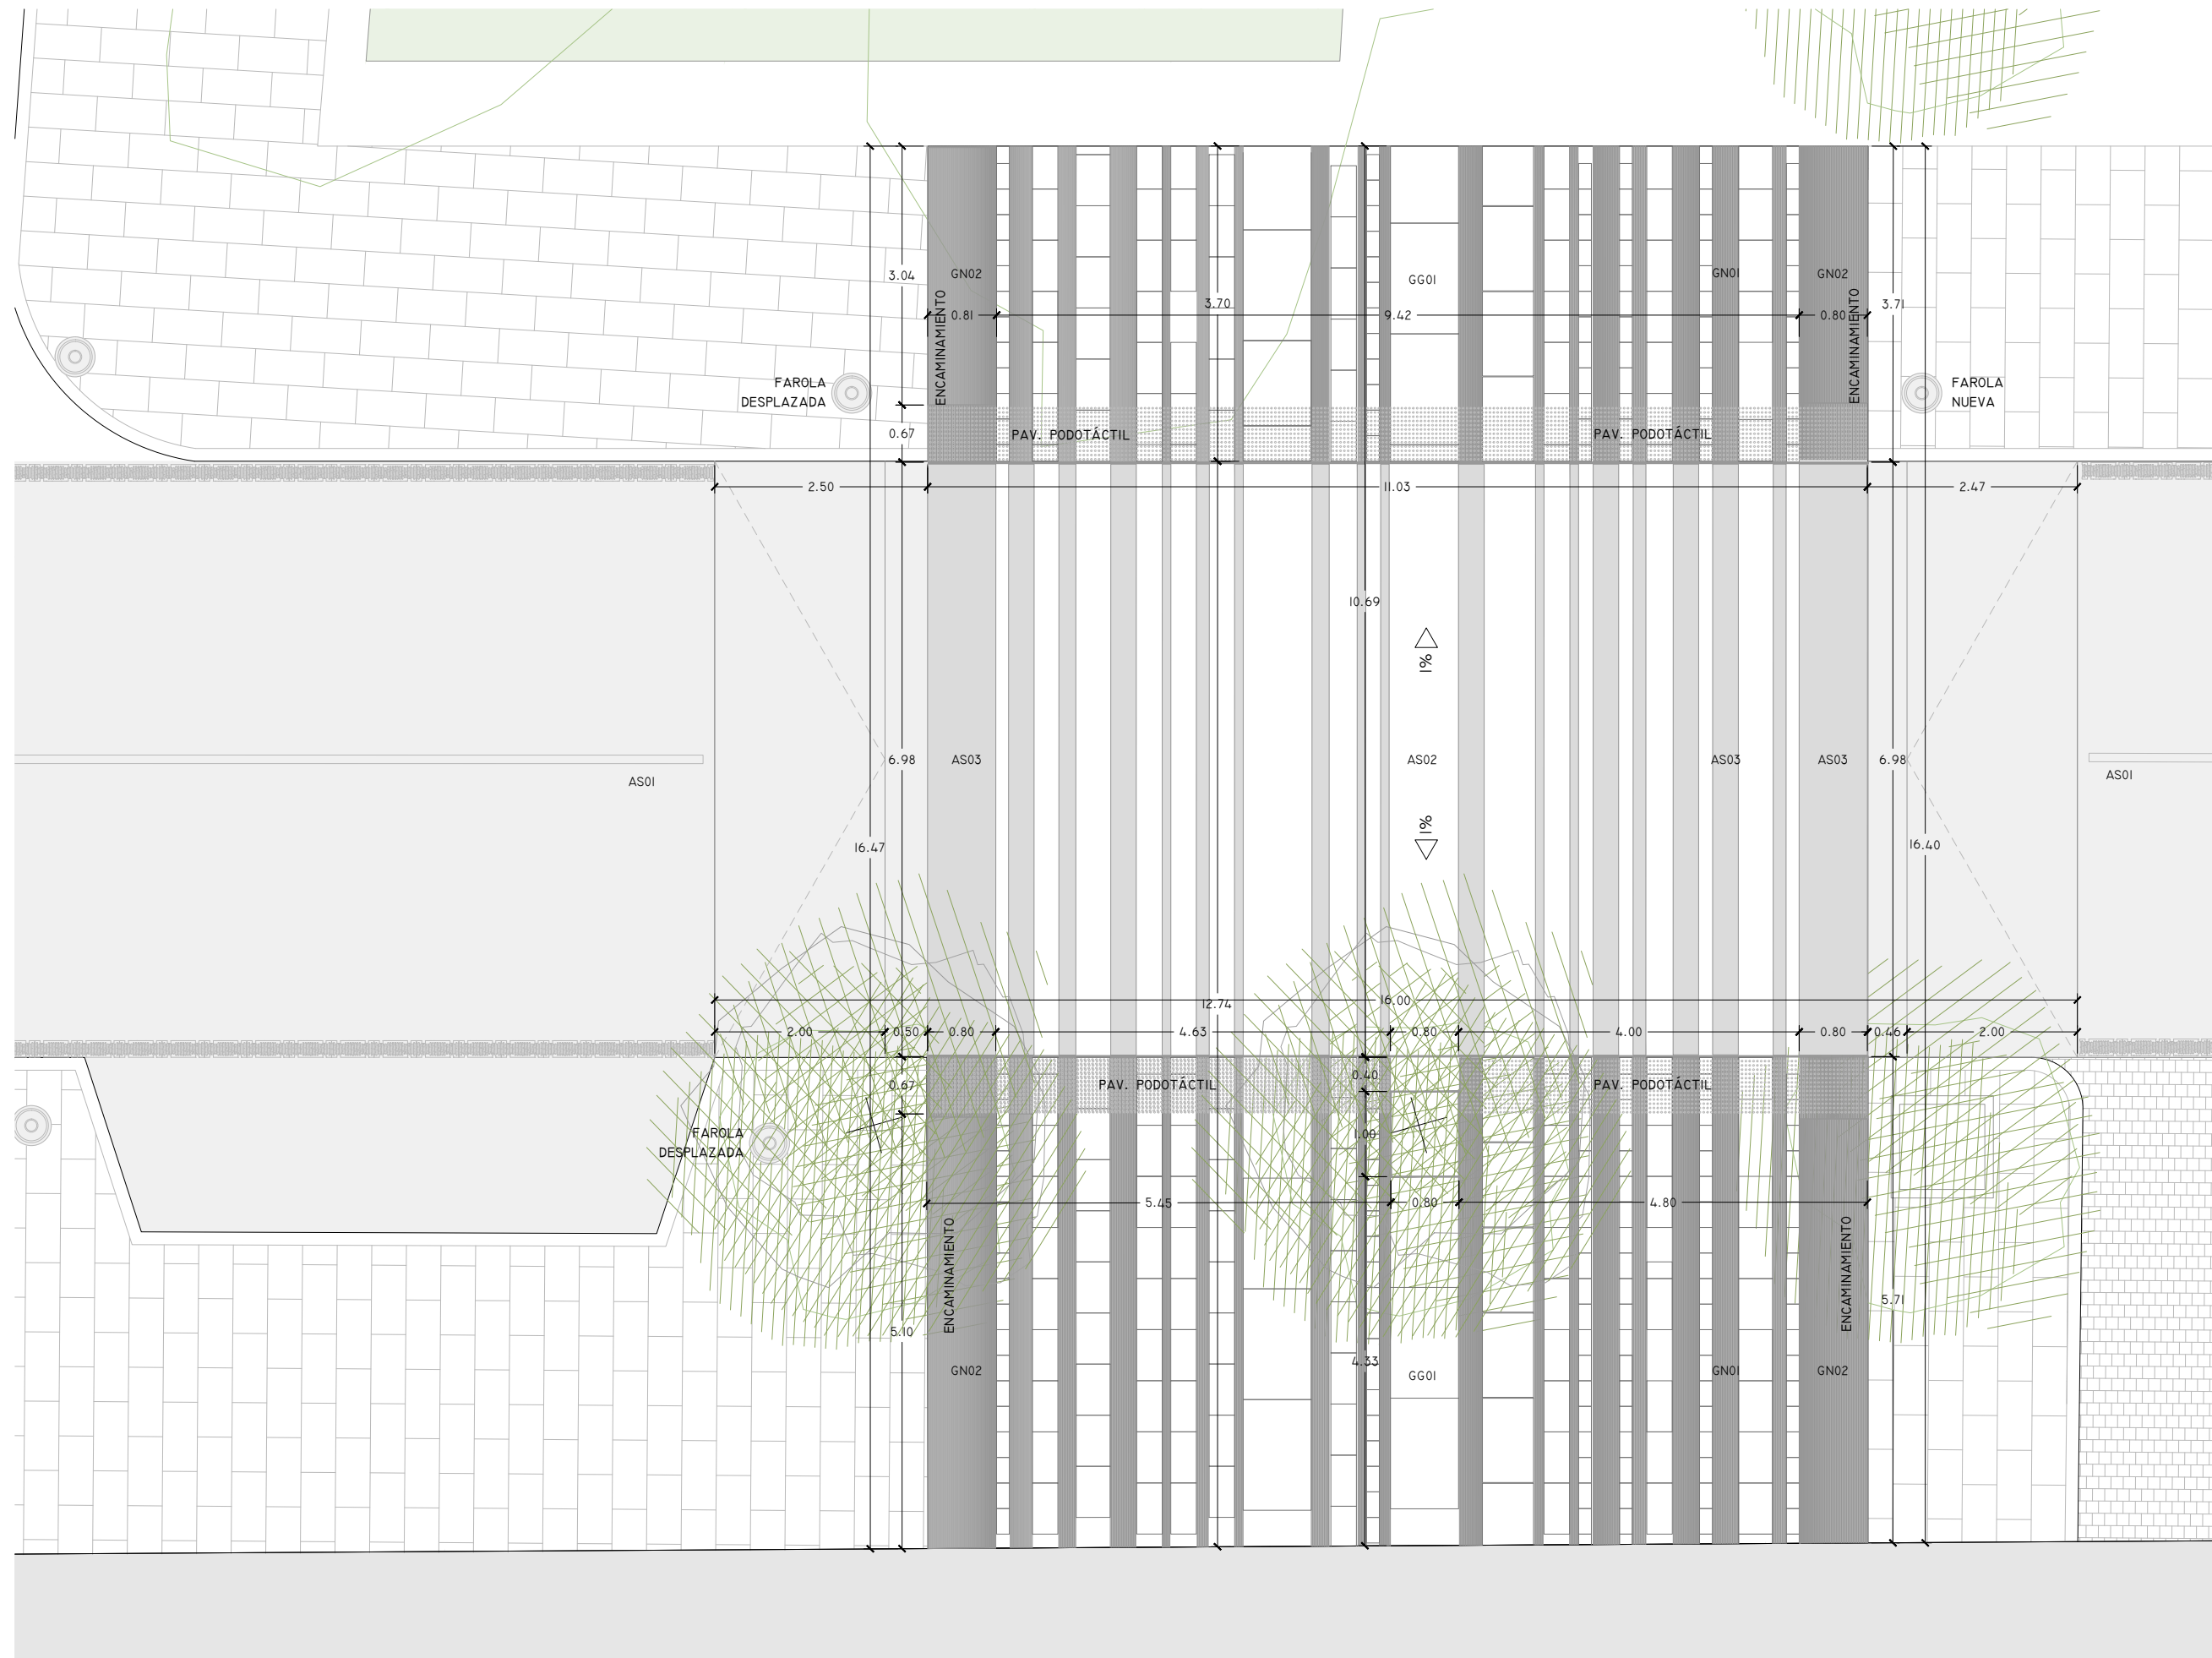 GN02
GG01
GN01
GN02
3.04
3.70
3.71
0.81
9.42
0.80
ENCAMINAMIENTO
ENCAMINAMIENTO
FAROLA
DESPLAZADA
FAROLA
NUEVA
0.67
PAV. PODOTÁCTIL
PAV. PODOTÁCTIL
2.50
11.03
2.47
10.69
1%
6.98
AS03
AS02
AS03
AS03
6.98
AS01
AS01
1%
16.47
16.40
12.74
16.00
2.00
0.50
0.80
4.63
0.80
4.00
0.80
0.46
2.00
0.67
PAV. PODOTÁCTIL
0.40
PAV. PODOTÁCTIL
FAROLA
DESPLAZADA
1.00
5.45
0.80
4.80
ENCAMINAMIENTO
ENCAMINAMIENTO
5.71
5.10
4.33
GN02
GG01
GN01
GN02